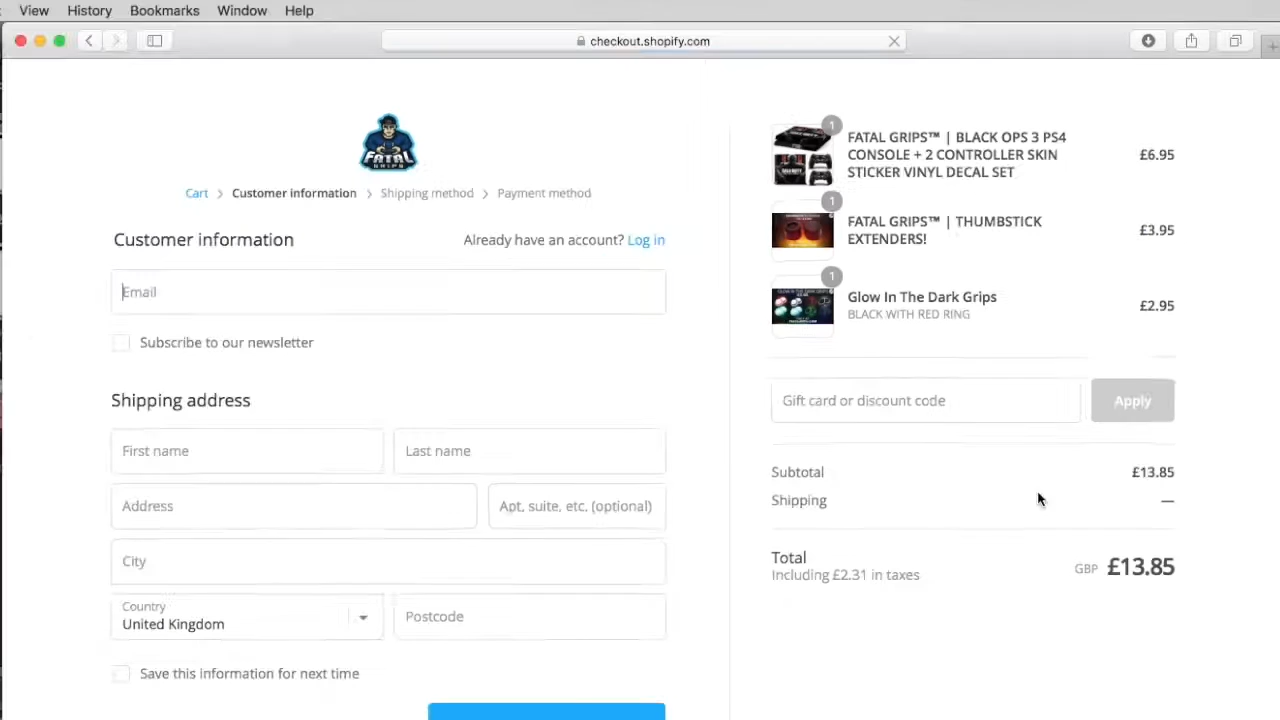 View History Bookmarks Window Help
checkout.shopify.com
FATAL
GRIPS
Cart > Customer information > Shipping method > Payment method
Customer information
Already have an account? Log in
Email
Subscribe to our newsletter
Shipping address
First name
Last name
Address
Apt, suite, etc. (optional)
City
Country
United Kingdom
Postcode
Save this information for next time
1
FATAL GRIPS™ | BLACK OPS 3 PS4
CONSOLE + 2 CONTROLLER SKIN
STICKER VINYL DECAL SET
£6.95
1
FATAL GRIPS™ | THUMBSTICK
EXTENDERS!
£3.95
1
Glow In The Dark Grips
BLACK WITH RED RING
£2.95
Gift card or discount code
Apply
Subtotal
£13.85
Shipping
—
Total
Including £2.31 in taxes
GBP £13.85